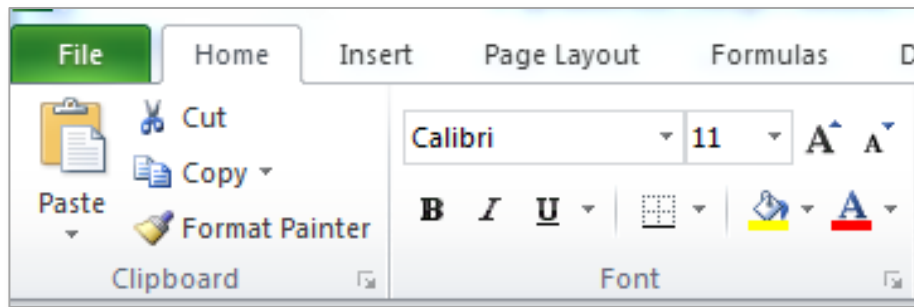 File Home Insert Page Layout Formulas D
Cut
Calibri 11 A A
Copy
Paste
B I U A
Format Painter
Clipboard Font